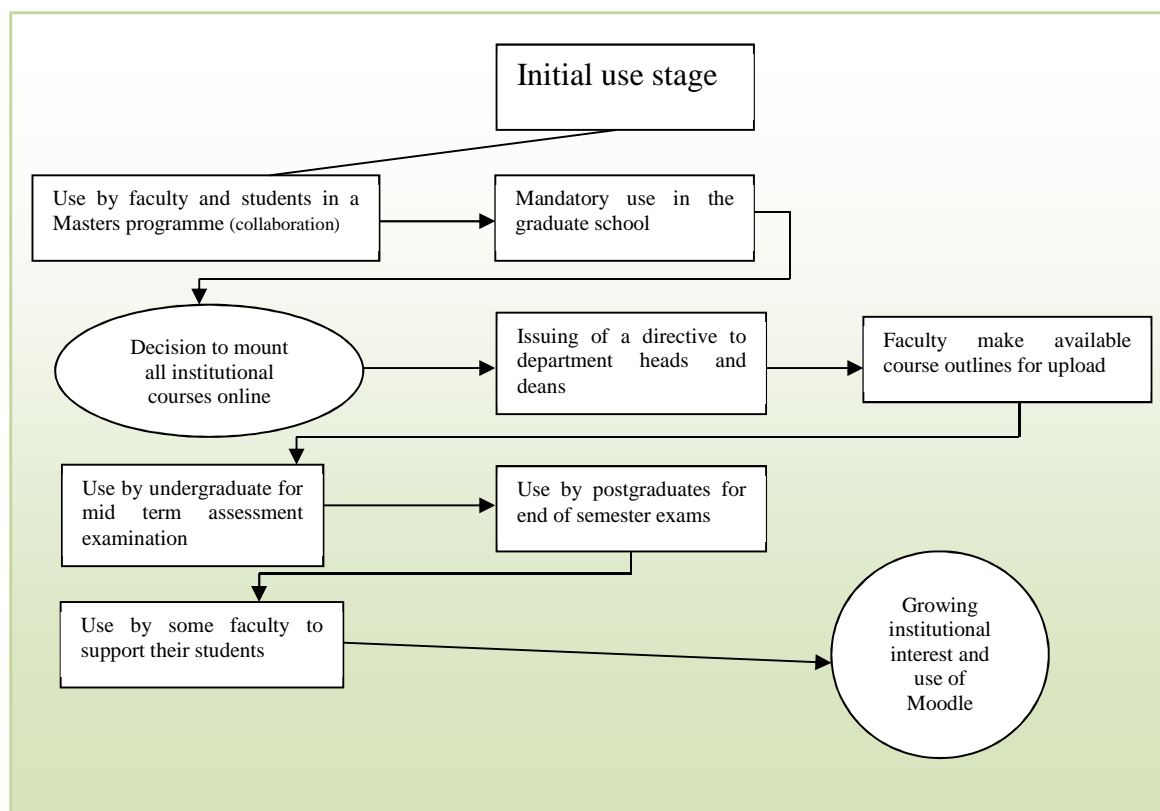 Initial use stage
Use by faculty and students in a
Masters programme (collaboration)
Mandatory use in the
graduate school
Decision to mount
all institutional
courses online
Issuing of a directive to
department heads and
deans
Faculty make available
course outlines for upload
Use by undergraduate for
mid term assessment
examination
Use by postgraduates for
end of semester exams
Use by some faculty to
support their students
Growing
institutional
interest and
use of
Moodle